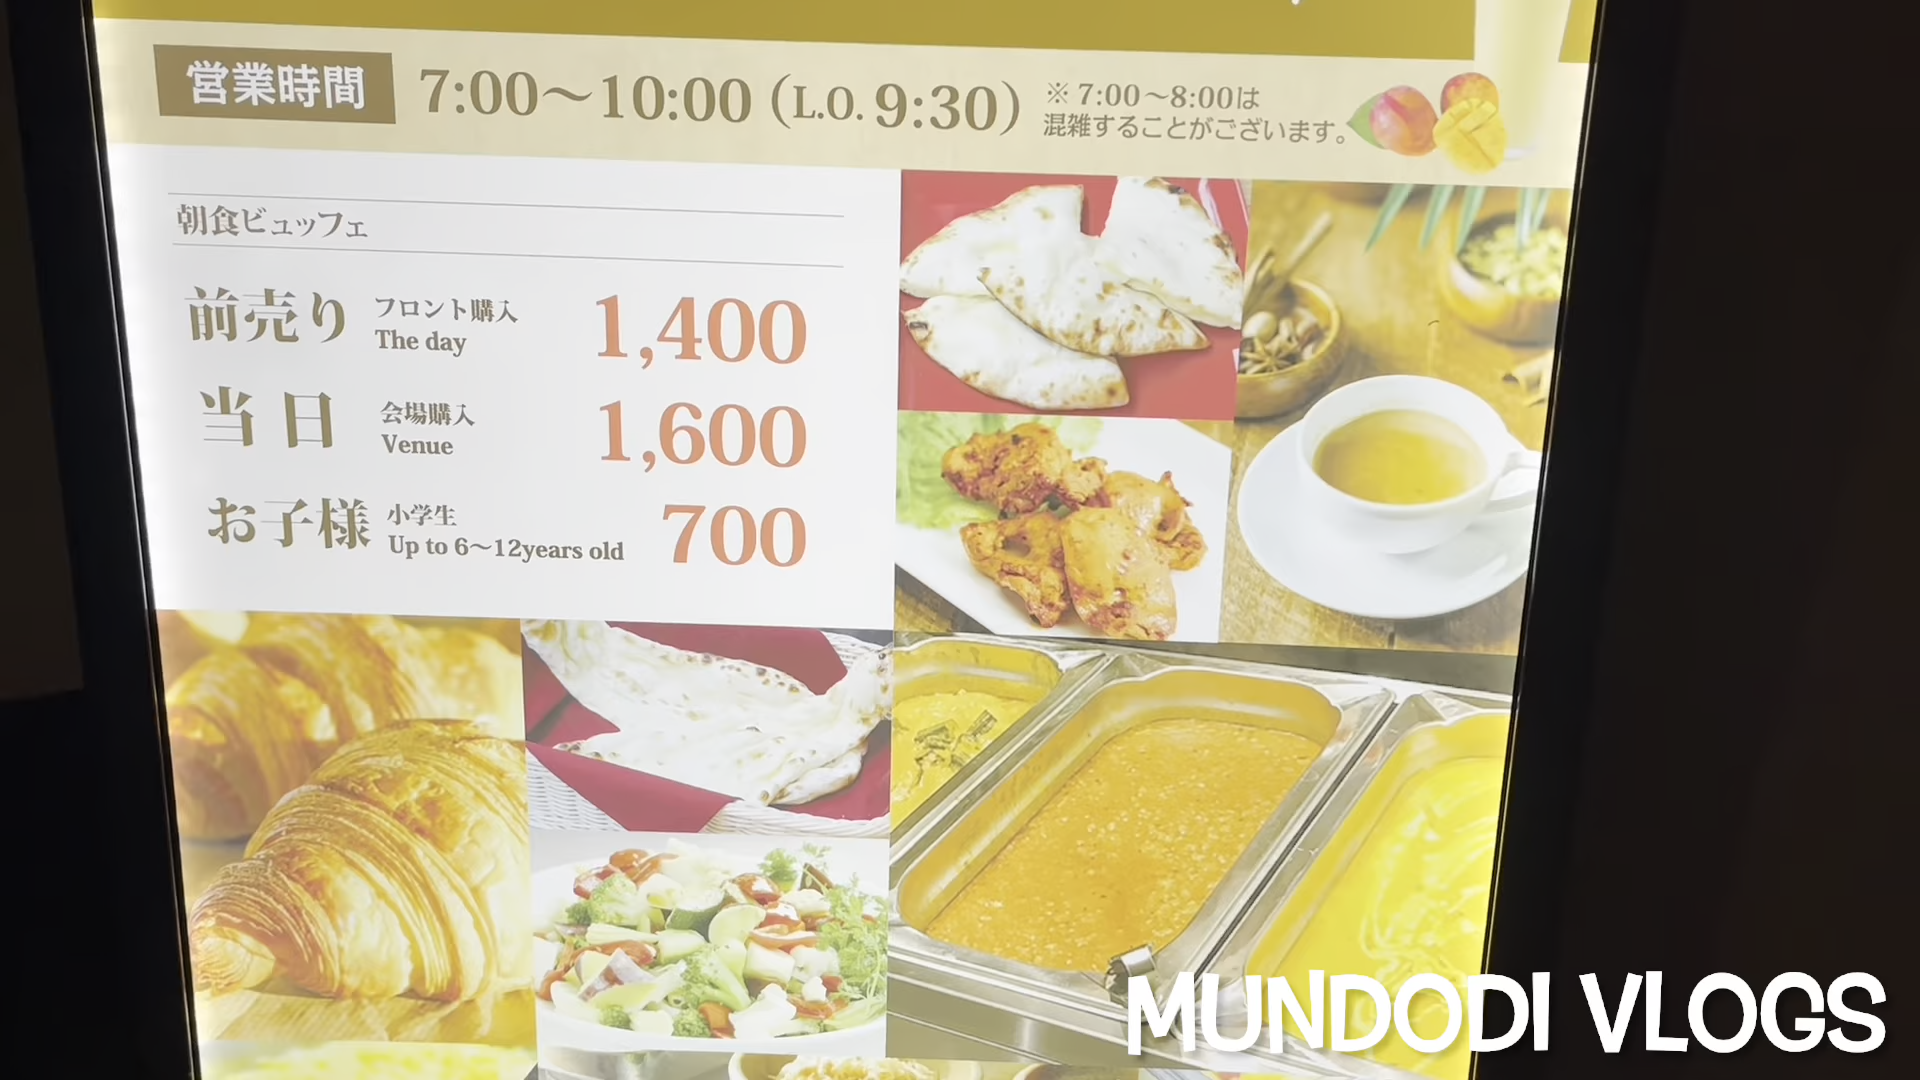 営業時間 7:00〜10:00 (L.O. 9:30) ※ 7:00〜8:00は
混雑することがございます。
朝食ビュッフェ
前売り フロント購入 1,400
The day
当日 会場購入 1,600
Venue
お子様 小学生 700
Up to 6〜12years old
MUNDODI VLOGS